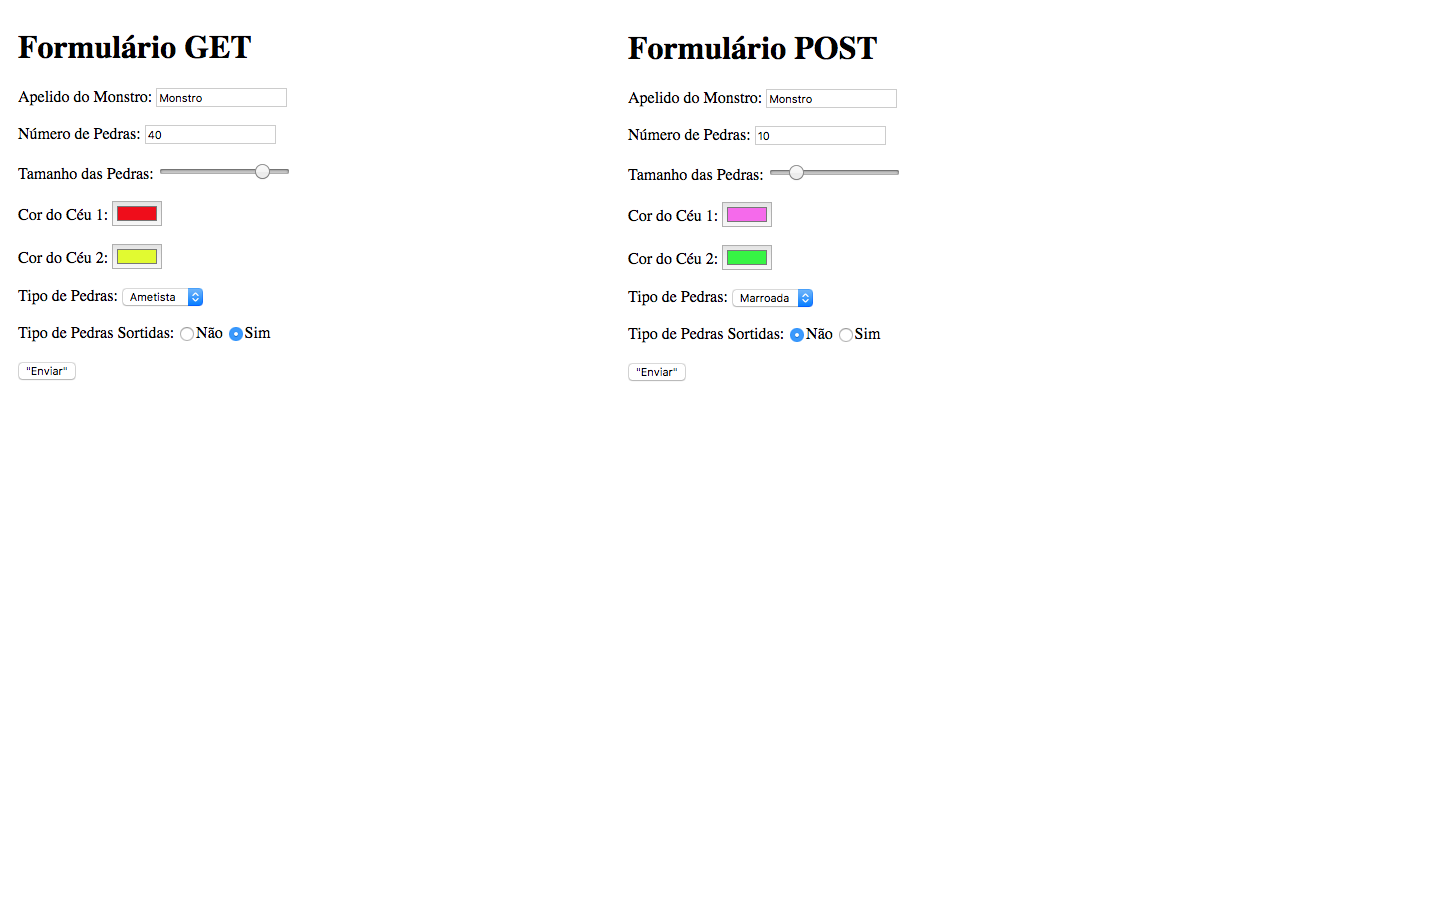 Formulário GET
Apelido do Monstro: Monstro
Número de Pedras: 40
Tamanho das Pedras:
Cor do Céu 1:
Cor do Céu 2:
Tipo de Pedras: Ametista
Tipo de Pedras Sortidas: Não Sim
"Enviar"
Formulário POST
Apelido do Monstro: Monstro
Número de Pedras: 10
Tamanho das Pedras:
Cor do Céu 1:
Cor do Céu 2:
Tipo de Pedras: Marroada
Tipo de Pedras Sortidas: Não Sim
"Enviar"